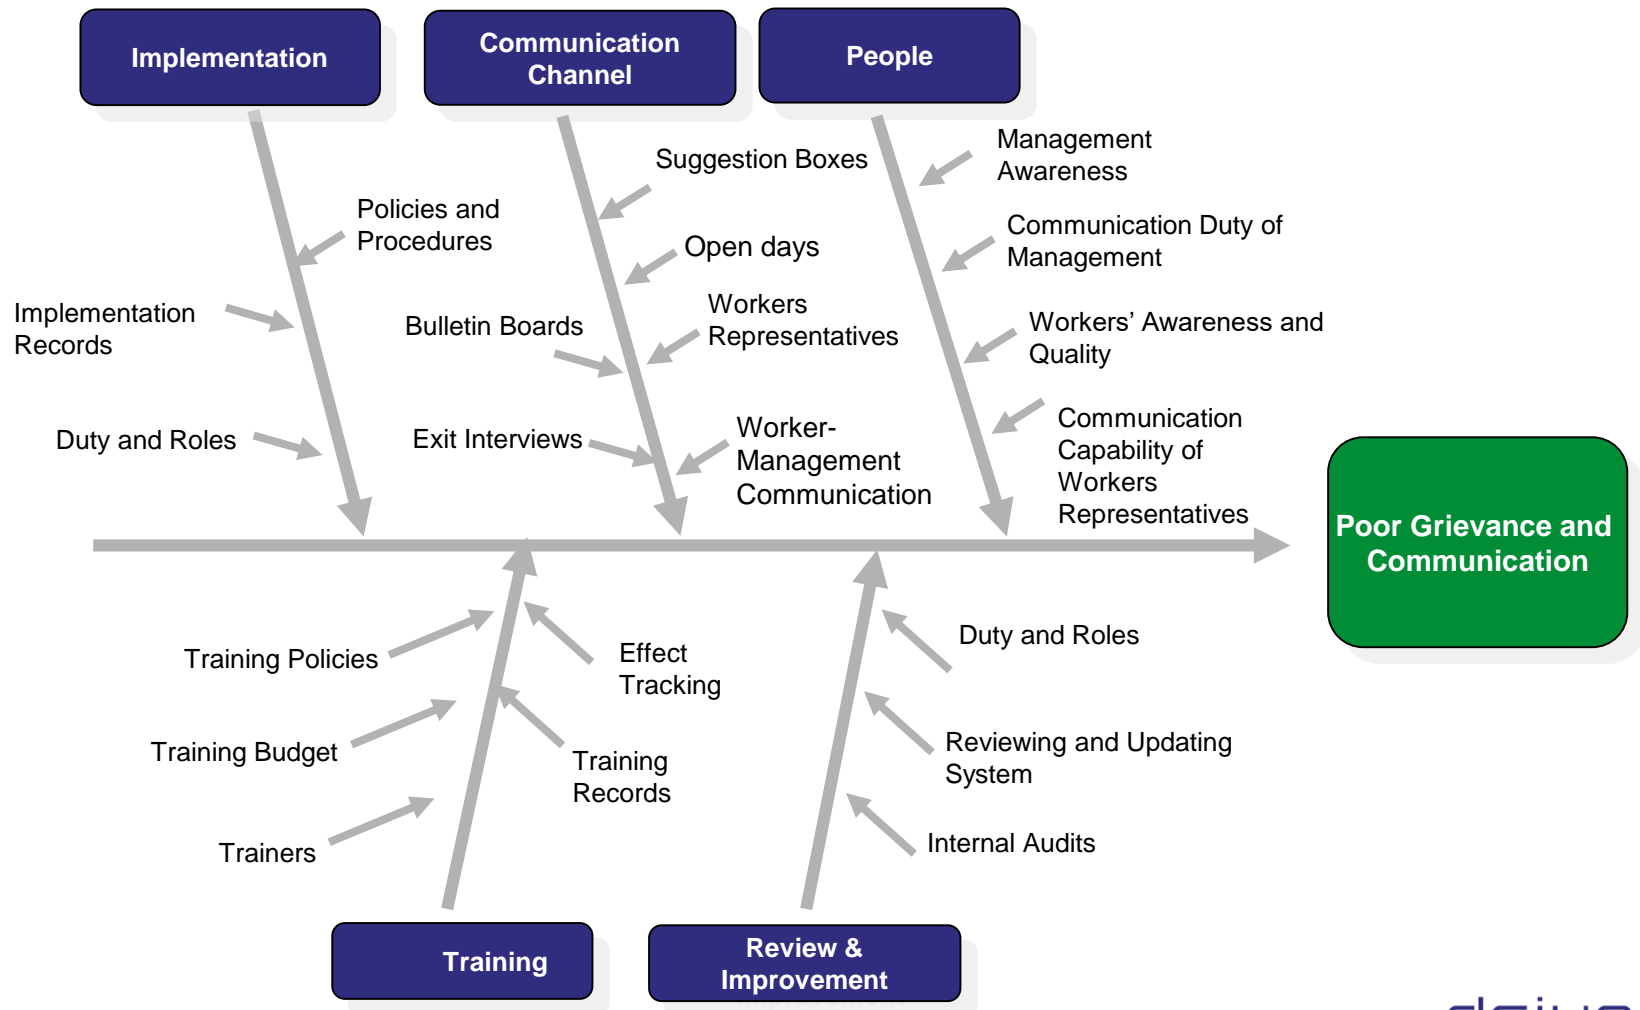 Implementation
Communication
Channel
People
Suggestion Boxes
Management
Awareness
Policies and
Procedures
Open days
Communication Duty of
Management
Implementation
Records
Bulletin Boards
Workers
Representatives
Workers’ Awareness and
Quality
Duty and Roles
Exit Interviews
Worker-
Management
Communication
Communication
Capability of
Workers
Representatives
Poor Grievance and
Communication
Training Policies
Effect
Tracking
Duty and Roles
Training Budget
Training
Records
Reviewing and Updating
System
Trainers
Internal Audits
Training
Review &
Improvement